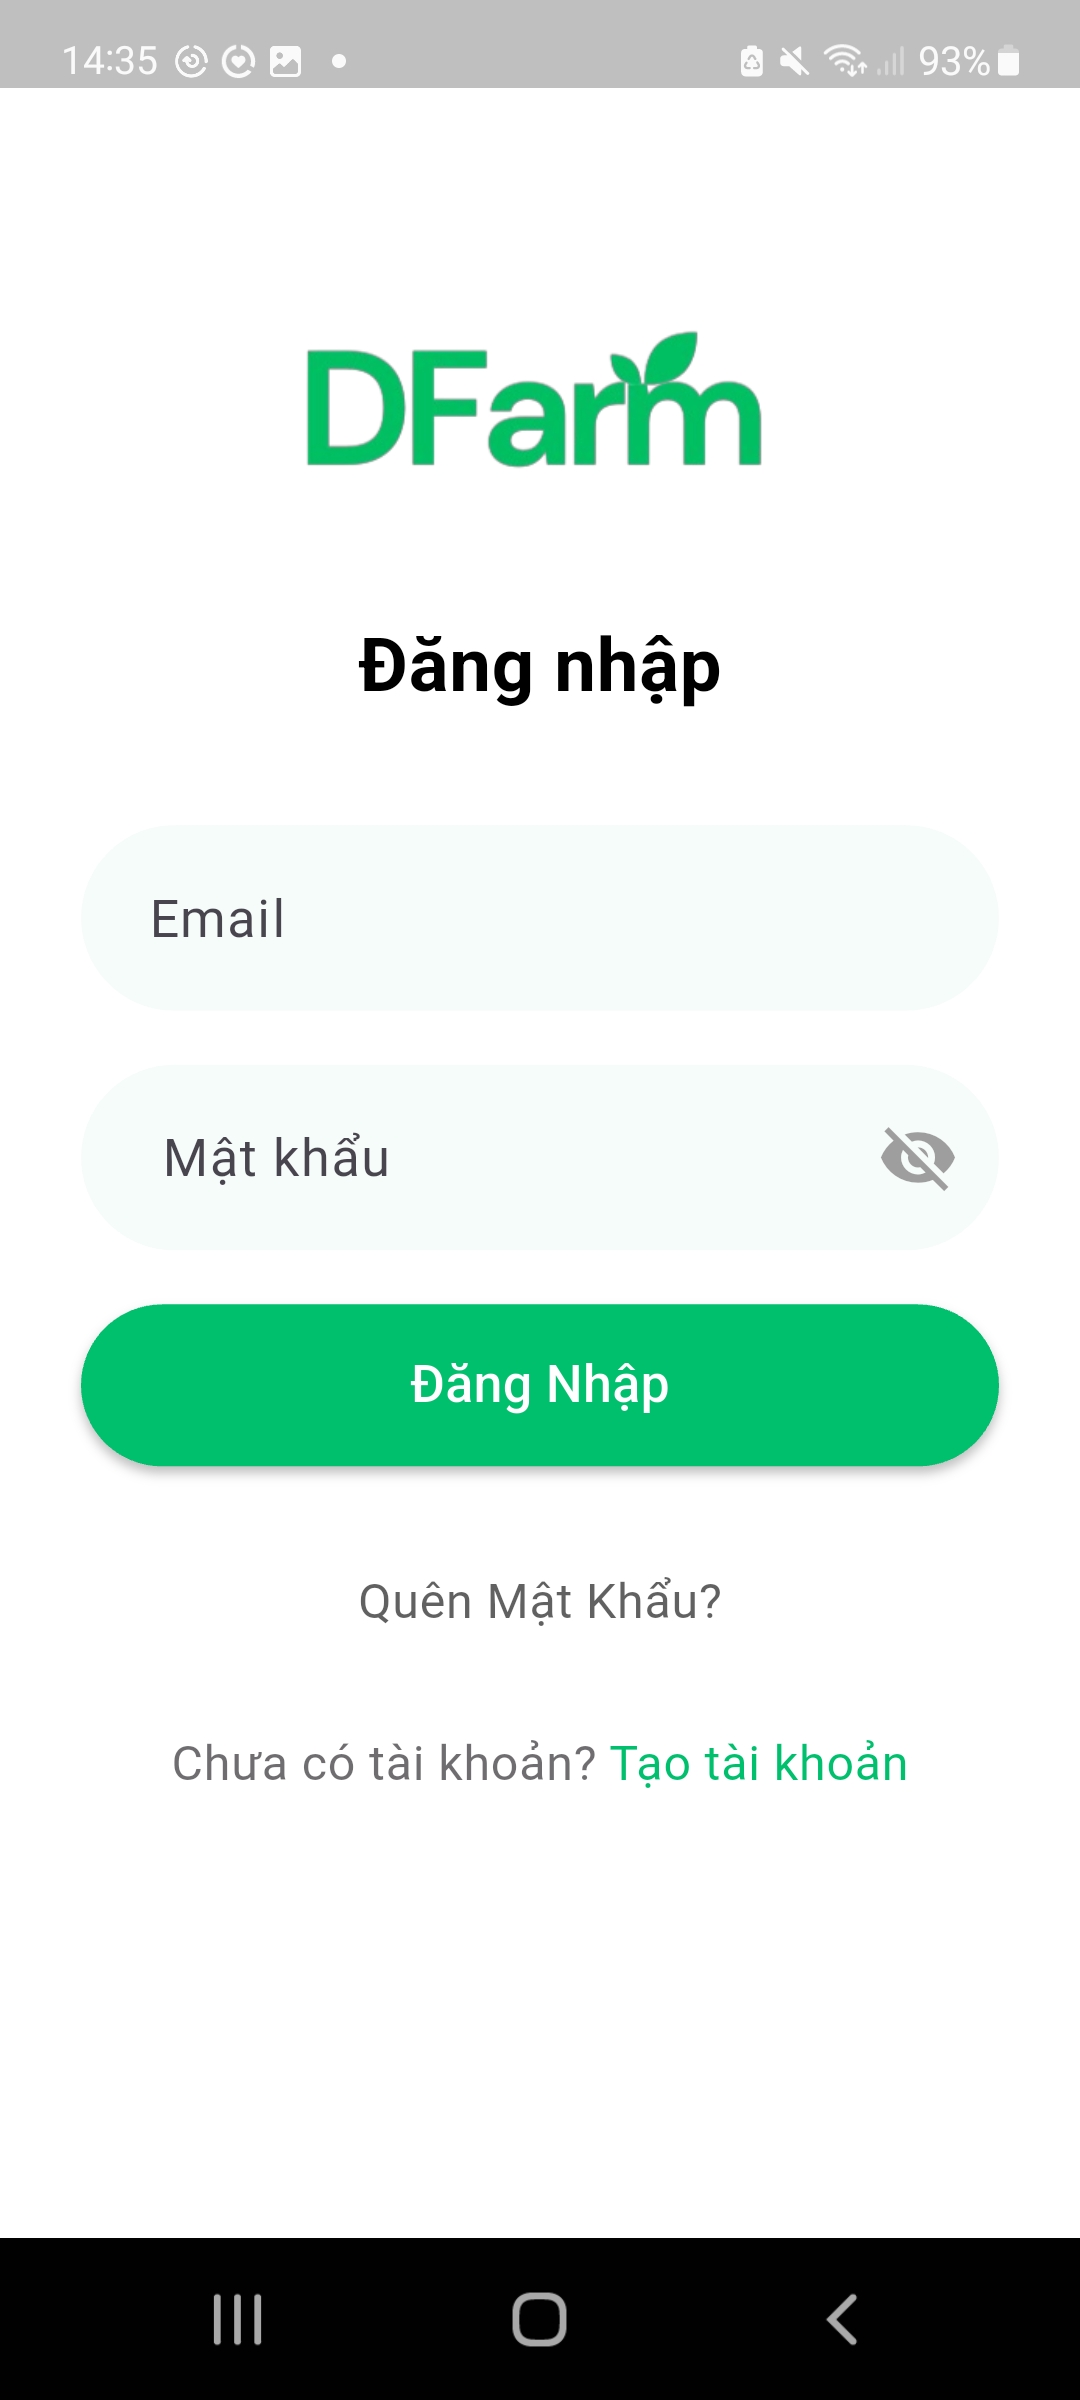 14:35
93%
DFarm
Đăng nhập
Email
Mật khẩu
Đăng Nhập
Quên Mật Khẩu?
Chưa có tài khoản? Tạo tài khoản